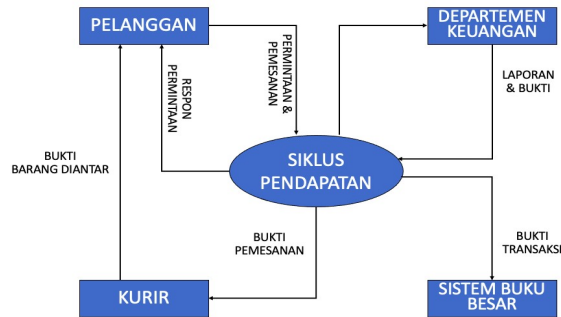 PELANGGAN
DEPARTEMEN
KEUANGAN
PERMINTAAN &
PEMESANAN
RESPON
PERMINTAAN
LAPORAN
& BUKTI
BUKTI
BARANG DIANTAR
SIKLUS
PENDAPATAN
BUKTI
PEMESANAN
BUKTI
TRANSAKSI
KURIR
SISTEM BUKU
BESAR